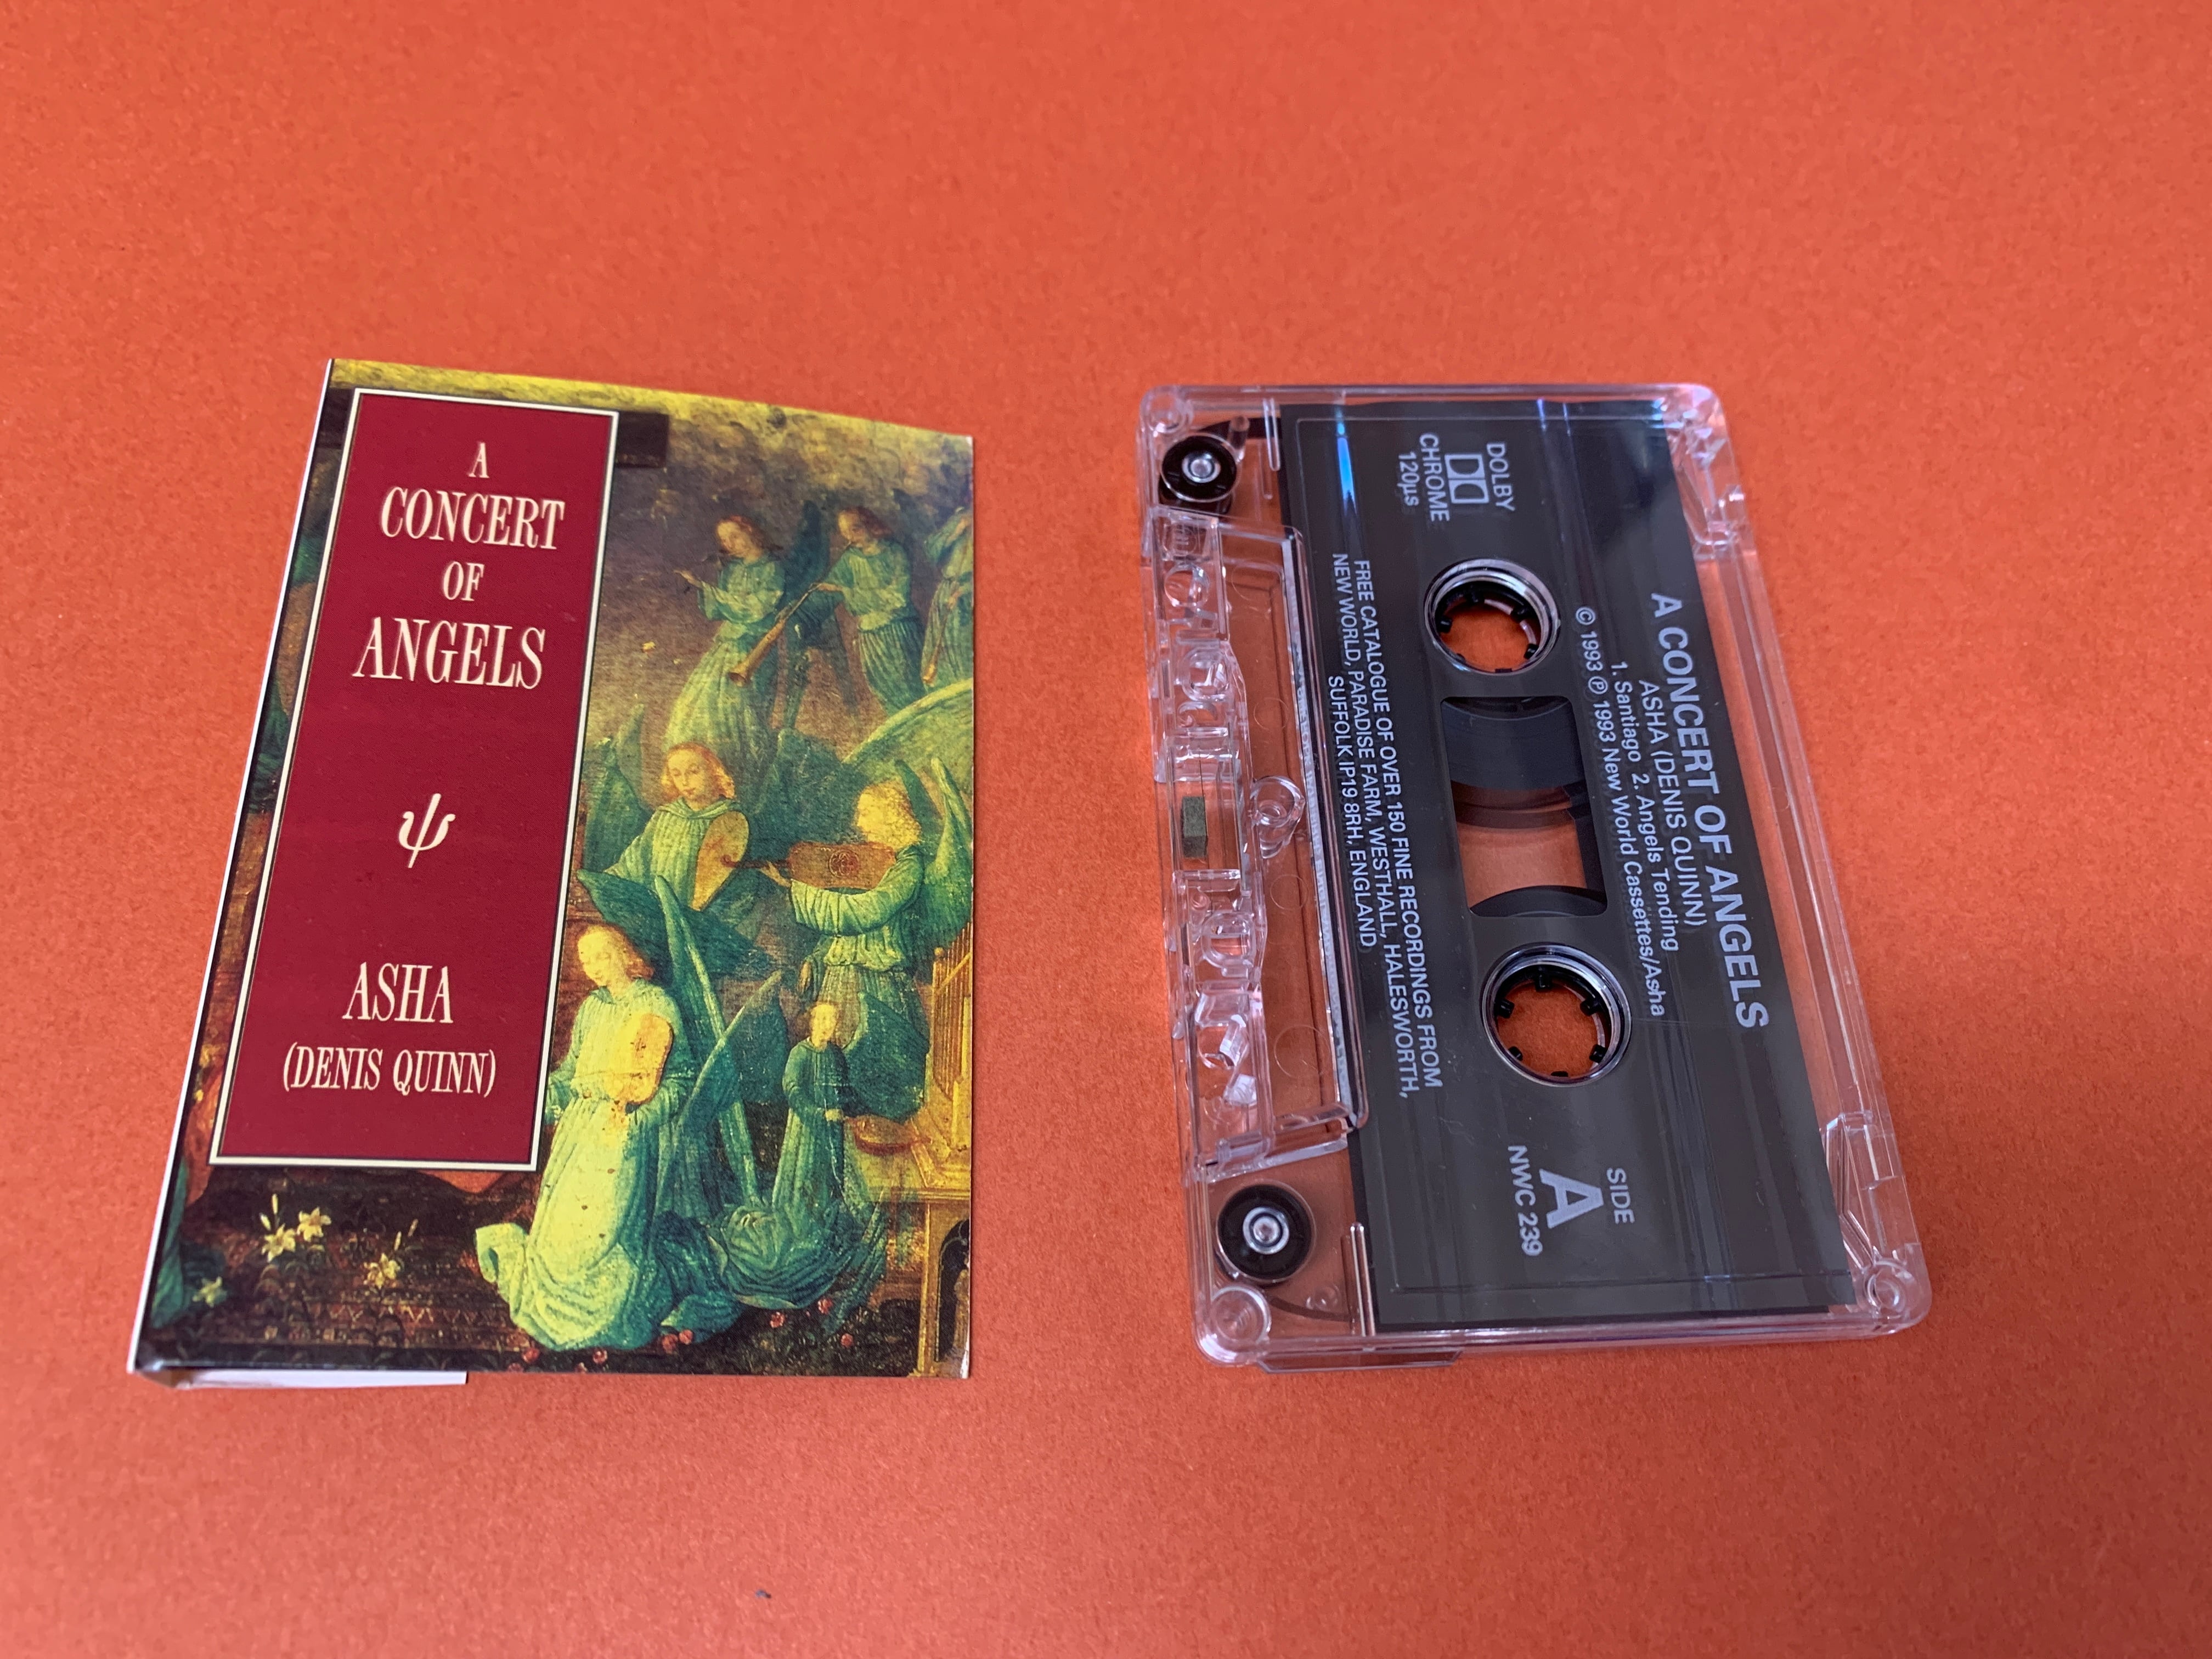 A
CONCERT
OF
ANGELS
ψ
ASHA
(DENIS QUINN)
A CONCERT OF ANGELS
ASHA (DENIS QUINN)
1. Santiago 2. Angels Tending
© 1993 ℗ 1993 New World Cassettes/Asha
DOLBY
CHROME
120µs
SIDE
A
NWC 239
FREE CATALOGUE OF OVER 150 FINE RECORDINGS FROM
NEW WORLD, PARADISE FARM, WESTHALL, HALESWORTH,
SUFFOLK IP19 8RH, ENGLAND